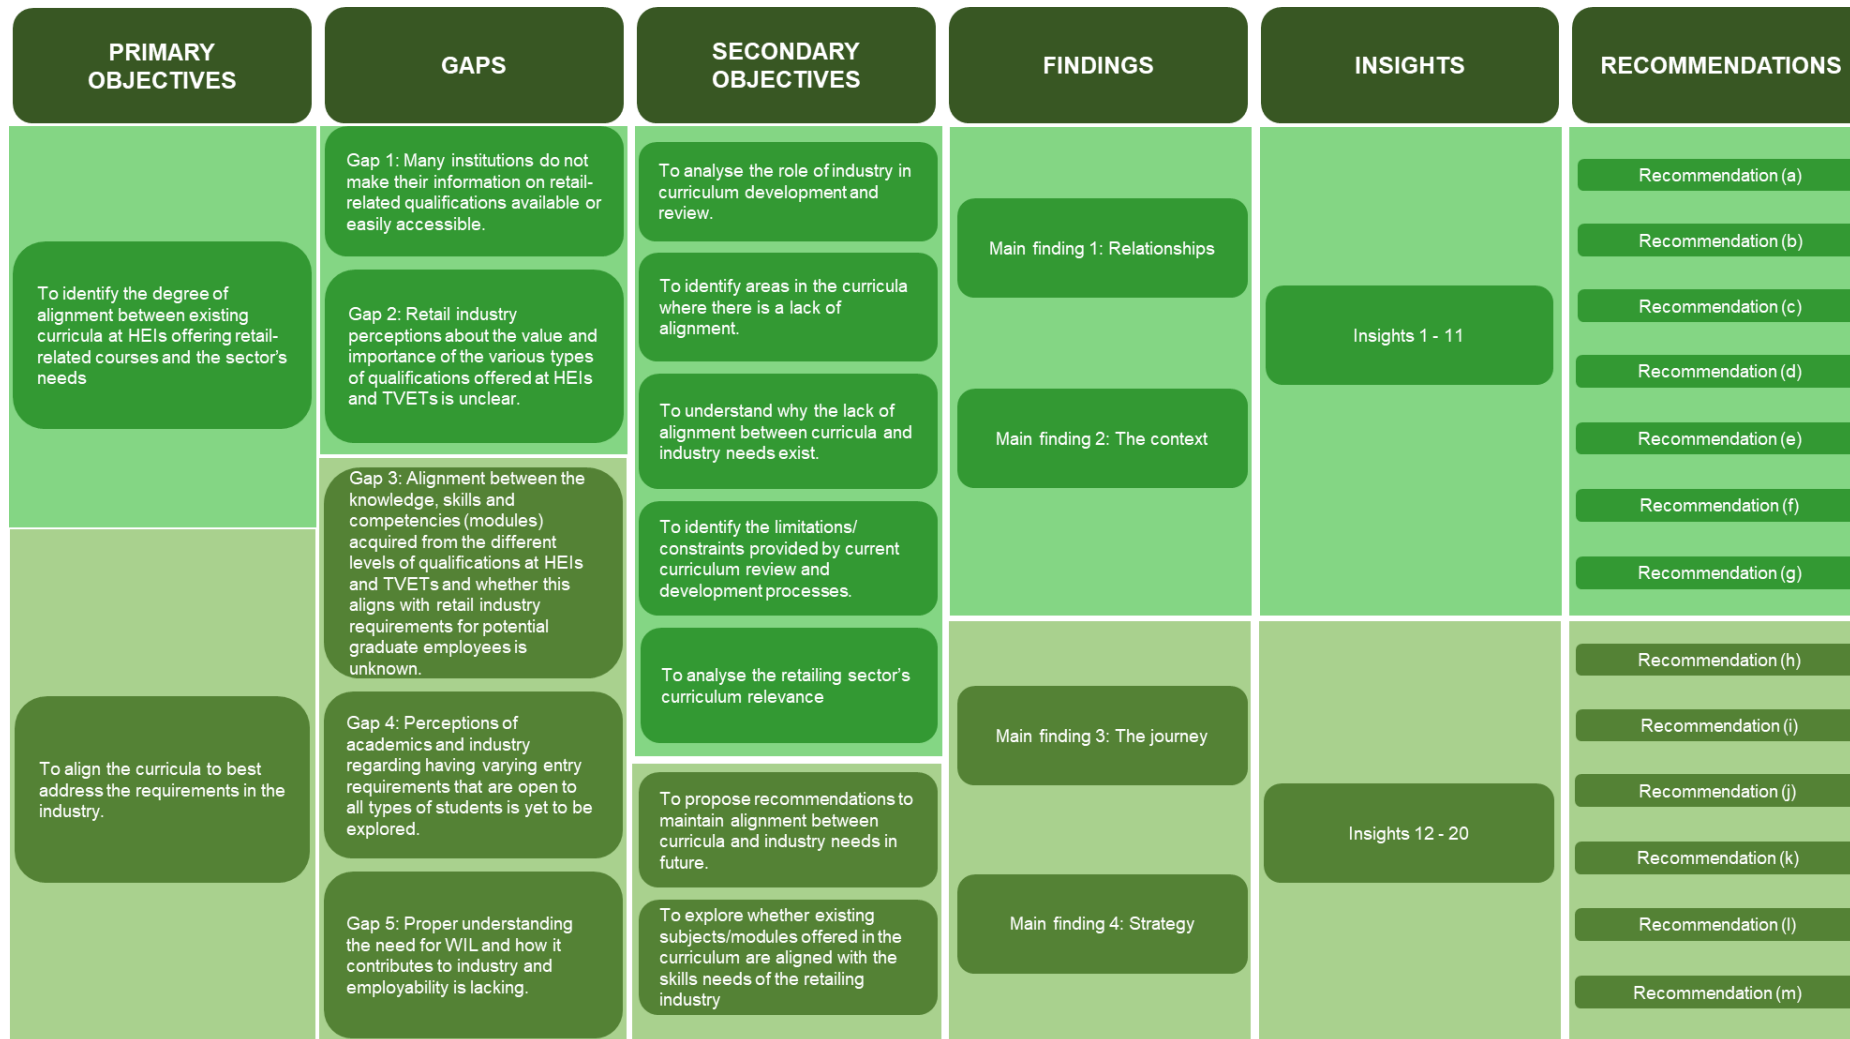 PRIMARY
OBJECTIVES
GAPS
SECONDARY
OBJECTIVES
FINDINGS
INSIGHTS
RECOMMENDATIONS
To identify the degree of
alignment between existing
curricula at HEIs offering retail-
related courses and the sector's
needs
To align the curricula to best
address the requirements in the
industry.
Gap 1: Many institutions do not
make their information on retail-
related qualifications available or
easily accessible.
Gap 2: Retail industry
perceptions about the value and
importance of the various types
of qualifications offered at HEIs
and TVETs is unclear.
Gap 3: Alignment between the
knowledge, skills and
competencies (modules)
acquired from the different
levels of qualifications at HEIs
and TVETs and whether this
aligns with retail industry
requirements for potential
graduate employees is
unknown.
Gap 4: Perceptions of
academics and industry
regarding having varying entry
requirements that are open to
all types of students is yet to be
explored.
Gap 5: Proper understanding
the need for WIL and how it
contributes to industry and
employability is lacking.
To analyse the role of industry in
curriculum development and
review.
To identify areas in the curricula
where there is a lack of
alignment.
To understand why the lack of
alignment between curricula and
industry needs exist.
To identify the limitations/
constraints provided by current
curriculum review and
development processes.
To analyse the retailing sector's
curriculum relevance
To propose recommendations to
maintain alignment between
curricula and industry needs in
future.
To explore whether existing
subjects/modules offered in the
curriculum are aligned with the
skills needs of the retailing
industry
Main finding 1: Relationships
Main finding 2: The context
Main finding 3: The journey
Main finding 4: Strategy
Insights 1 - 11
Insights 12 - 20
Recommendation (a)
Recommendation (b)
Recommendation (c)
Recommendation (d)
Recommendation (e)
Recommendation (f)
Recommendation (g)
Recommendation (h)
Recommendation (i)
Recommendation (j)
Recommendation (k)
Recommendation (l)
Recommendation (m)